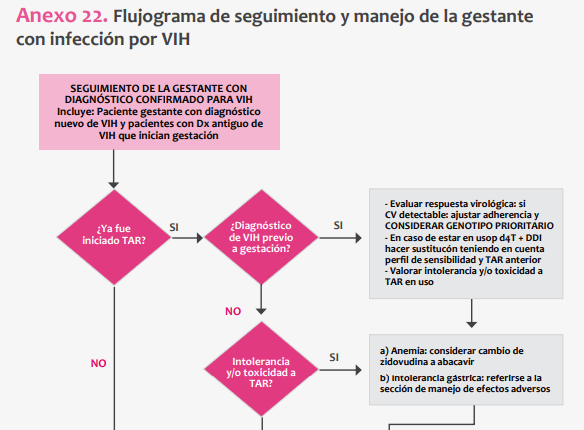 Anexo 22. Flujograma de seguimiento y manejo de la gestante
con infección por VIH
SEGUIMIENTO DE LA GESTANTE CON
DIAGNÓSTICO CONFIRMADO PARA VIH
Incluye: Paciente gestante con diagnóstico
nuevo de VIH y pacientes con Dx antiguo de
VIH que inician gestación
¿Ya fue
iniciado TAR?
SI
¿Diagnóstico
de VIH previo
a gestación?
SI
- Evaluar respuesta virológica: si
CV detectable: ajustar adherencia y
CONSIDERAR GENOTIPO PRIORITARIO
- En caso de estar en usop d4T + DDI
hacer sustitucón teniendo en cuenta
perfil de sensibilidad y TAR anterior
- Valorar intolerancia y/o toxicidad a
TAR en uso
NO
NO
Intolerancia
y/o toxicidad a
TAR?
SI
a) Anemia: considerar cambio de
zidovudina a abacavir
b) Intolerancia gástrica: referirse a la
sección de manejo de efectos adversos